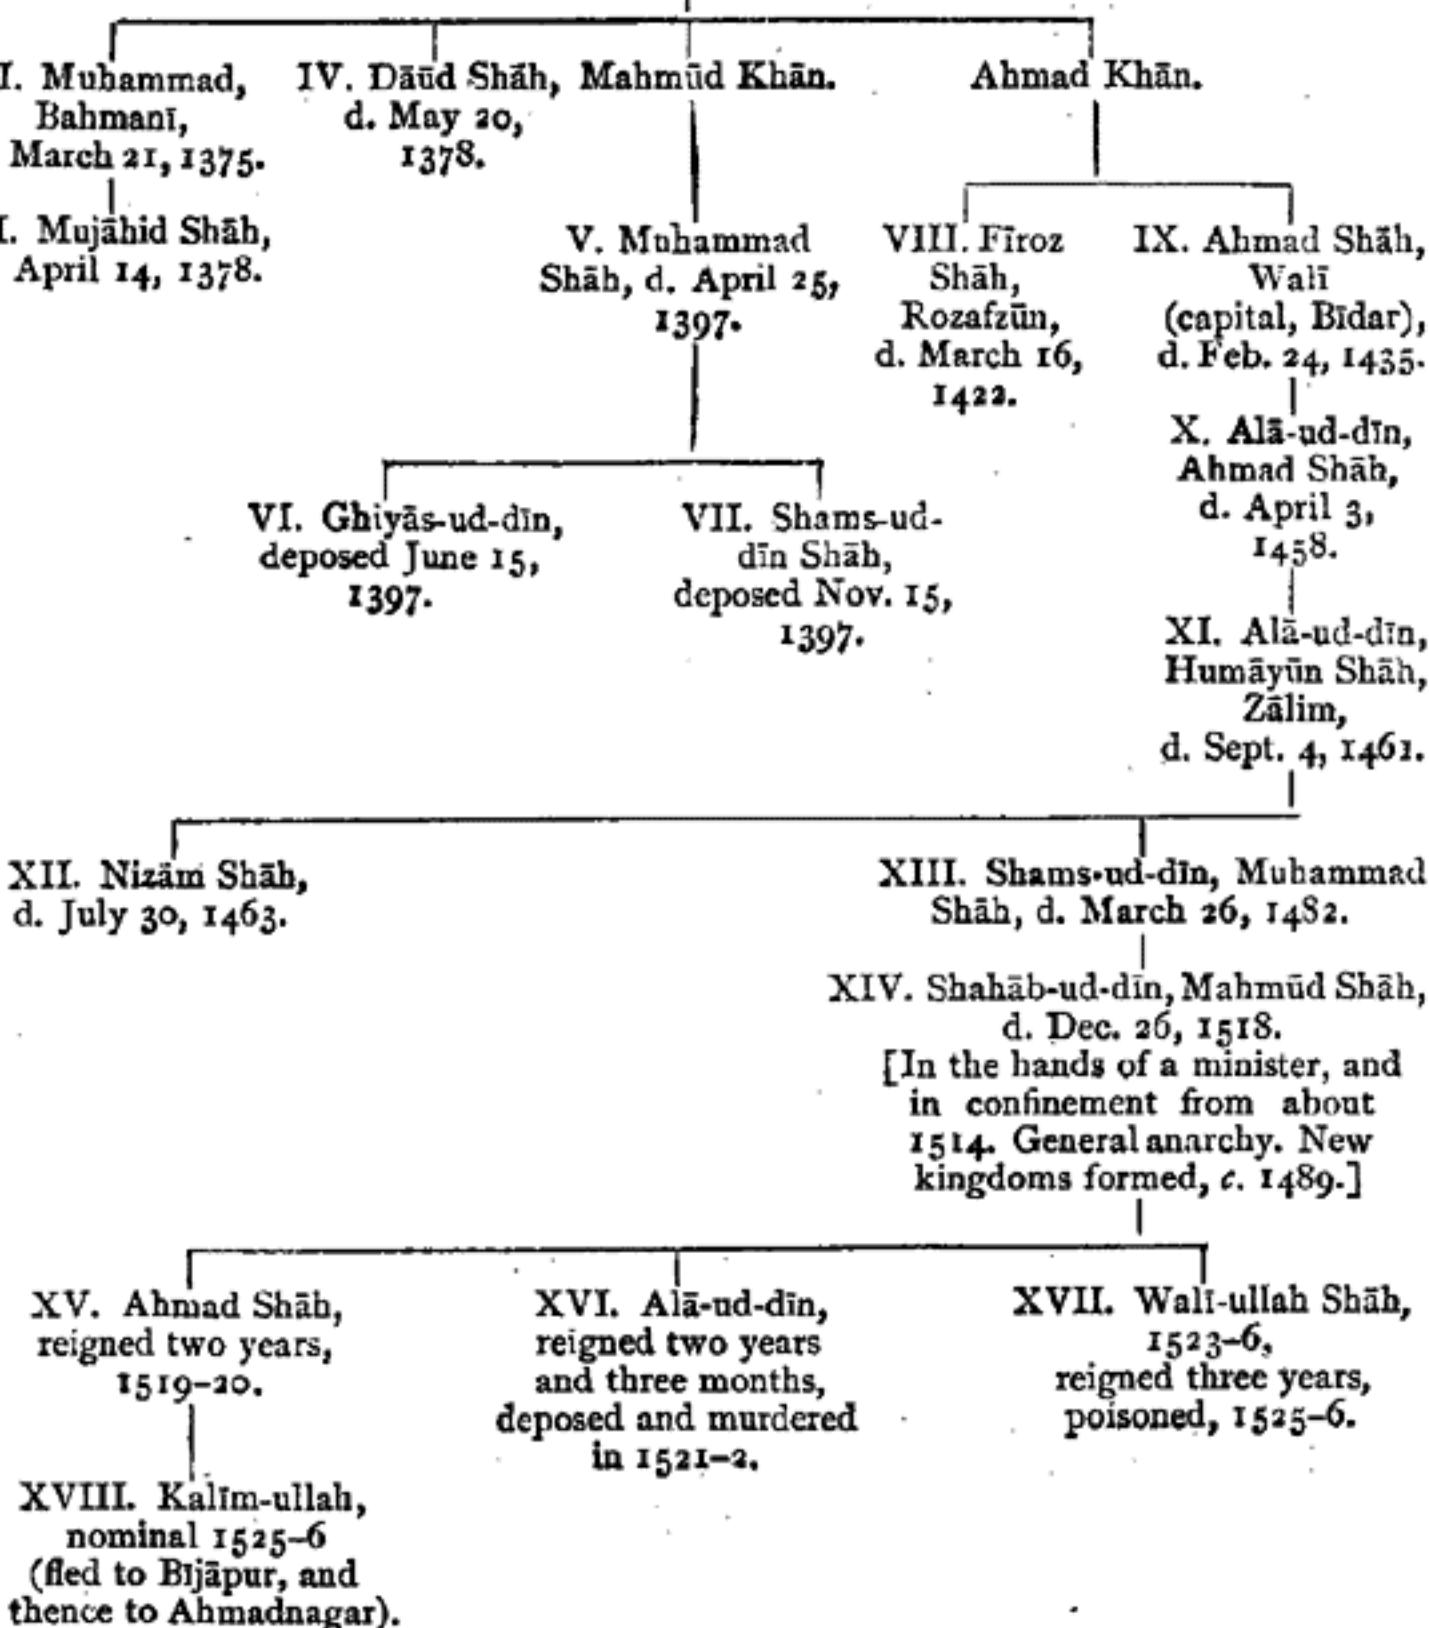 I. Muhammad,
Bahmanī,
March 21, 1375.
IV. Dāūd Shāh,
d. May 20,
1378.
Mahmūd Khān.
Ahmad Khān.
I. Mujāhid Shāh,
April 14, 1378.
V. Muhammad
Shāh, d. April 25,
1397.
VIII. Fīroz
Shāh,
Rozafzūn,
d. March 16,
1422.
IX. Ahmad Shāh,
Walī
(capital, Bīdar),
d. Feb. 24, 1435.
X. Alā-ud-dīn,
Ahmad Shāh,
d. April 3,
1458.
VI. Ghiyās-ud-dīn,
deposed June 15,
1397.
VII. Shams-ud-
dīn Shāh,
deposed Nov. 15,
1397.
XI. Alā-ud-dīn,
Humāyūn Shāh,
Zālim,
d. Sept. 4, 1461.
XII. Nizām Shāh,
d. July 30, 1463.
XIII. Shams-ud-dīn, Muhammad
Shāh, d. March 26, 1482.
XIV. Shahāb-ud-dīn, Mahmūd Shāh,
d. Dec. 26, 1518.
[In the hands of a minister, and
in confinement from about
1514. General anarchy. New
kingdoms formed, c. 1489.]
XV. Ahmad Shāh,
reigned two years,
1519–20.
XVI. Alā-ud-dīn,
reigned two years
and three months,
deposed and murdered
in 1521–2.
XVII. Walī-ullah Shāh,
1523–6,
reigned three years,
poisoned, 1525–6.
XVIII. Kalīm-ullah,
nominal 1525–6
(fled to Bījāpur, and
thence to Ahmadnagar).